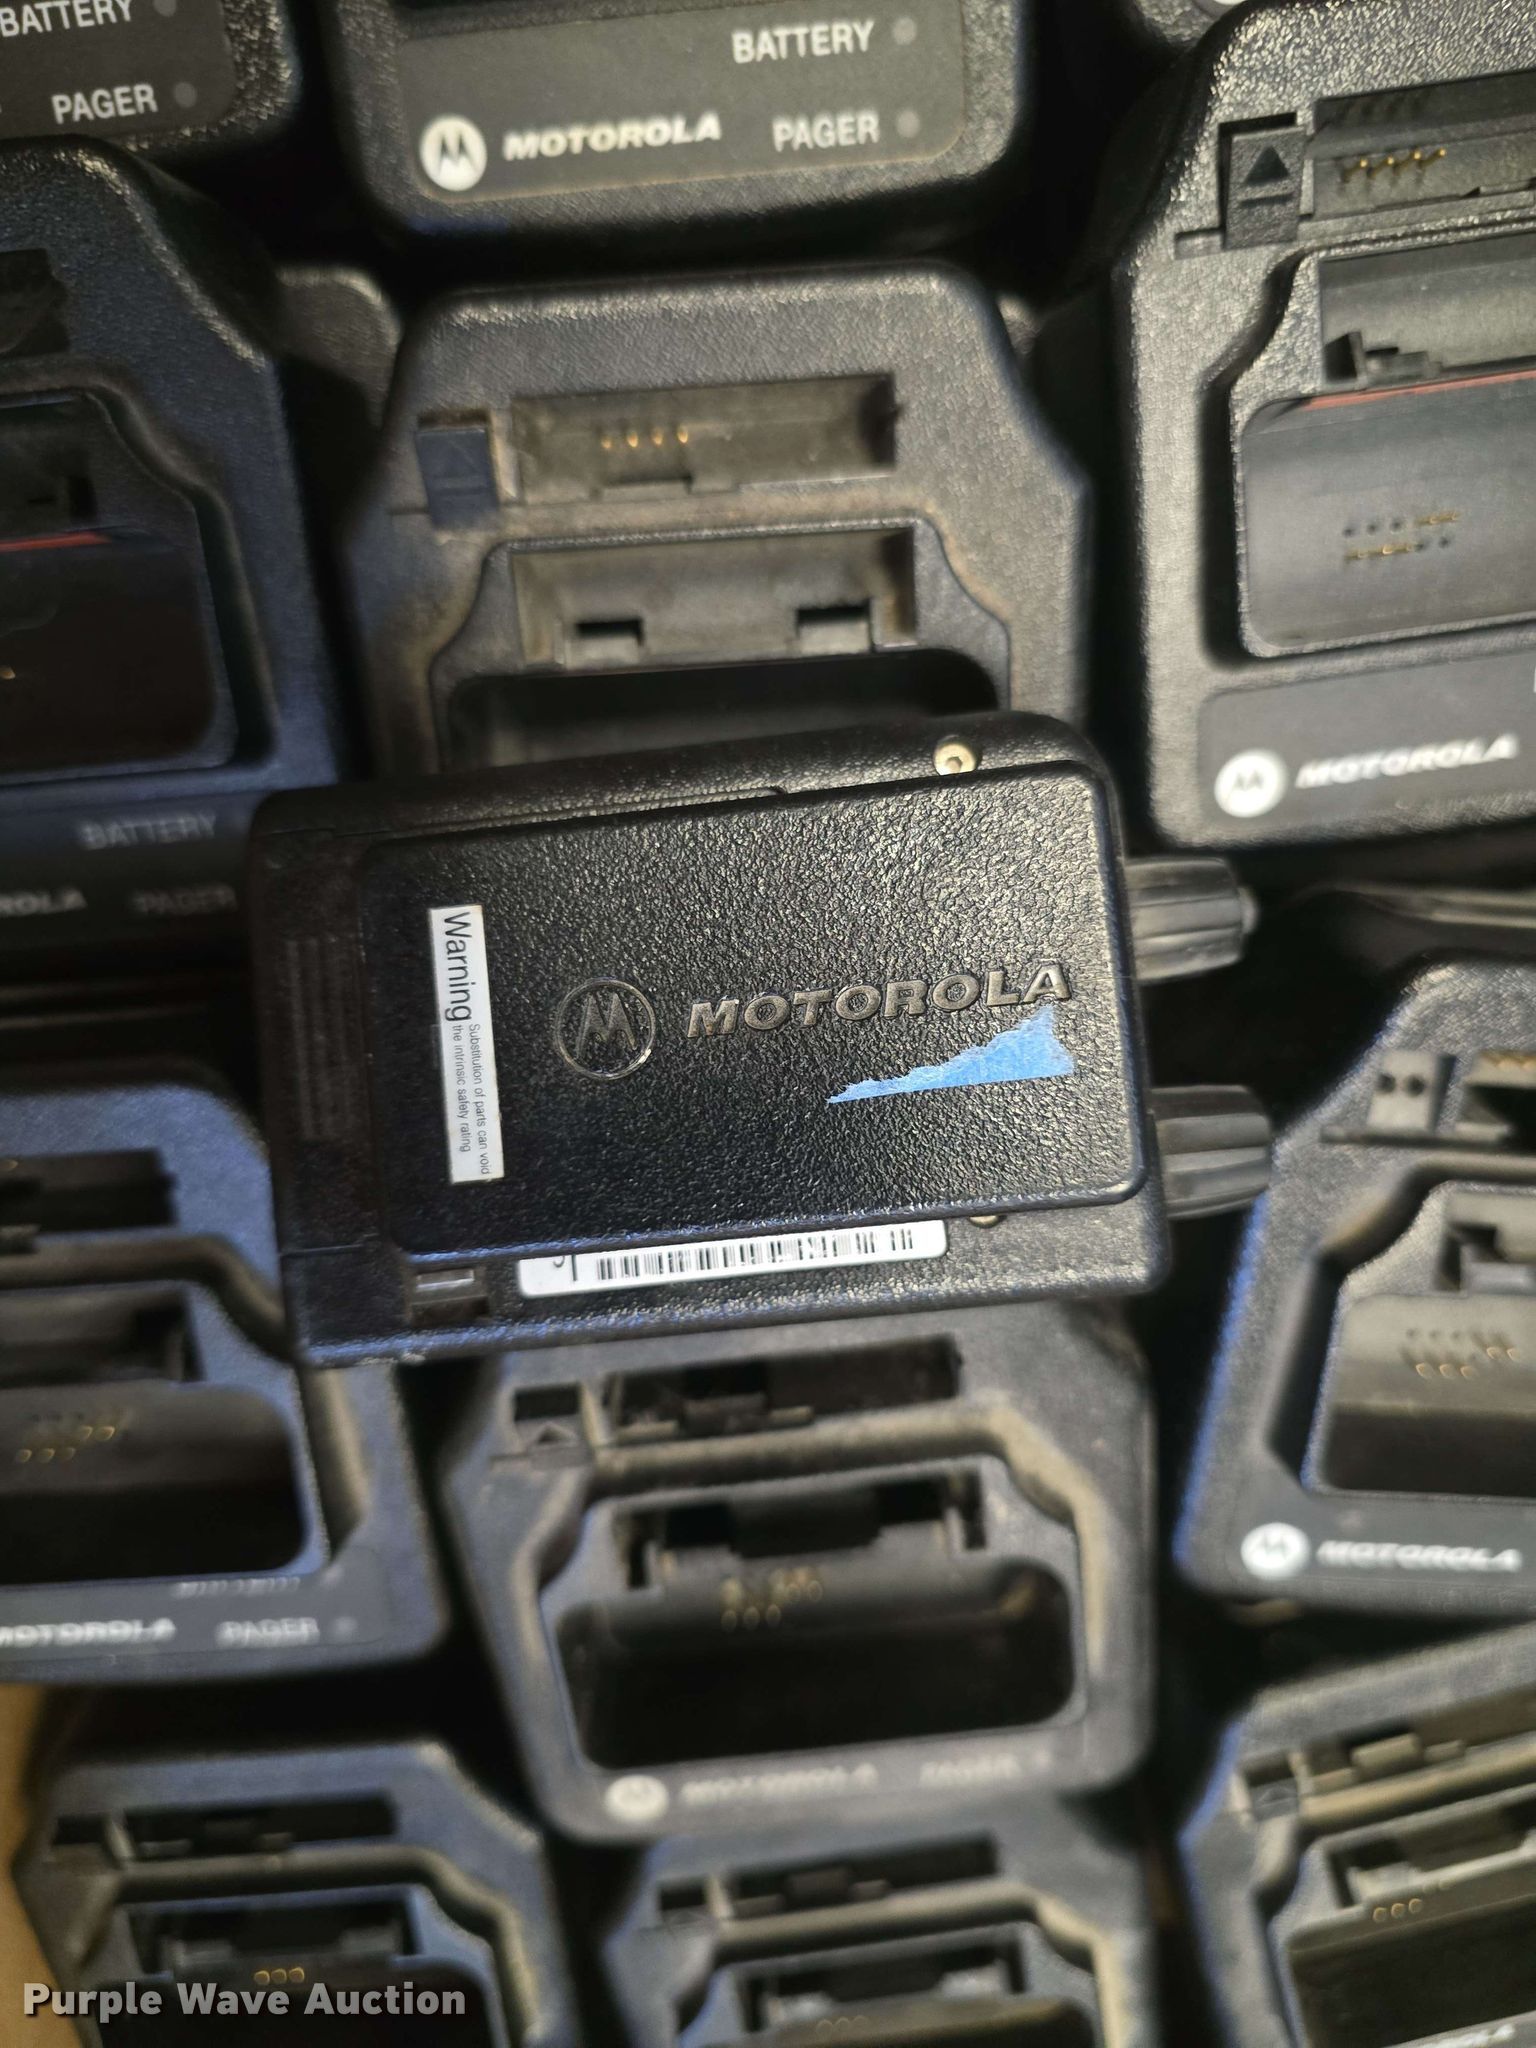 BATTERY
PAGER
BATTERY
MOTOROLA
PAGER
MOTOROLA
BATTERY
PAGER
MOTOROLA
Warning
Substitution of parts can void
the intrinsic safety rating
MOTOROLA
MOTOROLA
PAGER
MOTOROLA
PAGER
Purple Wave Auction